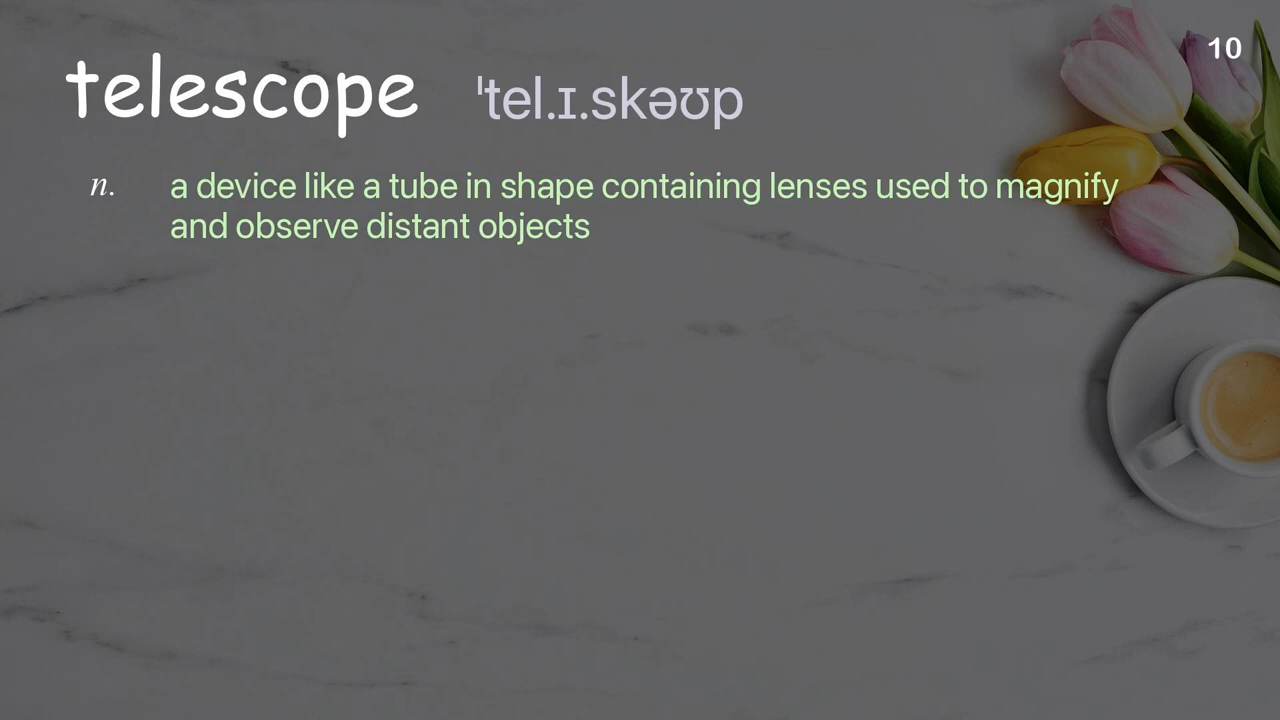 10
telescope ˈtel.ɪ.skəʊp
n. a device like a tube in shape containing lenses used to magnify
and observe distant objects